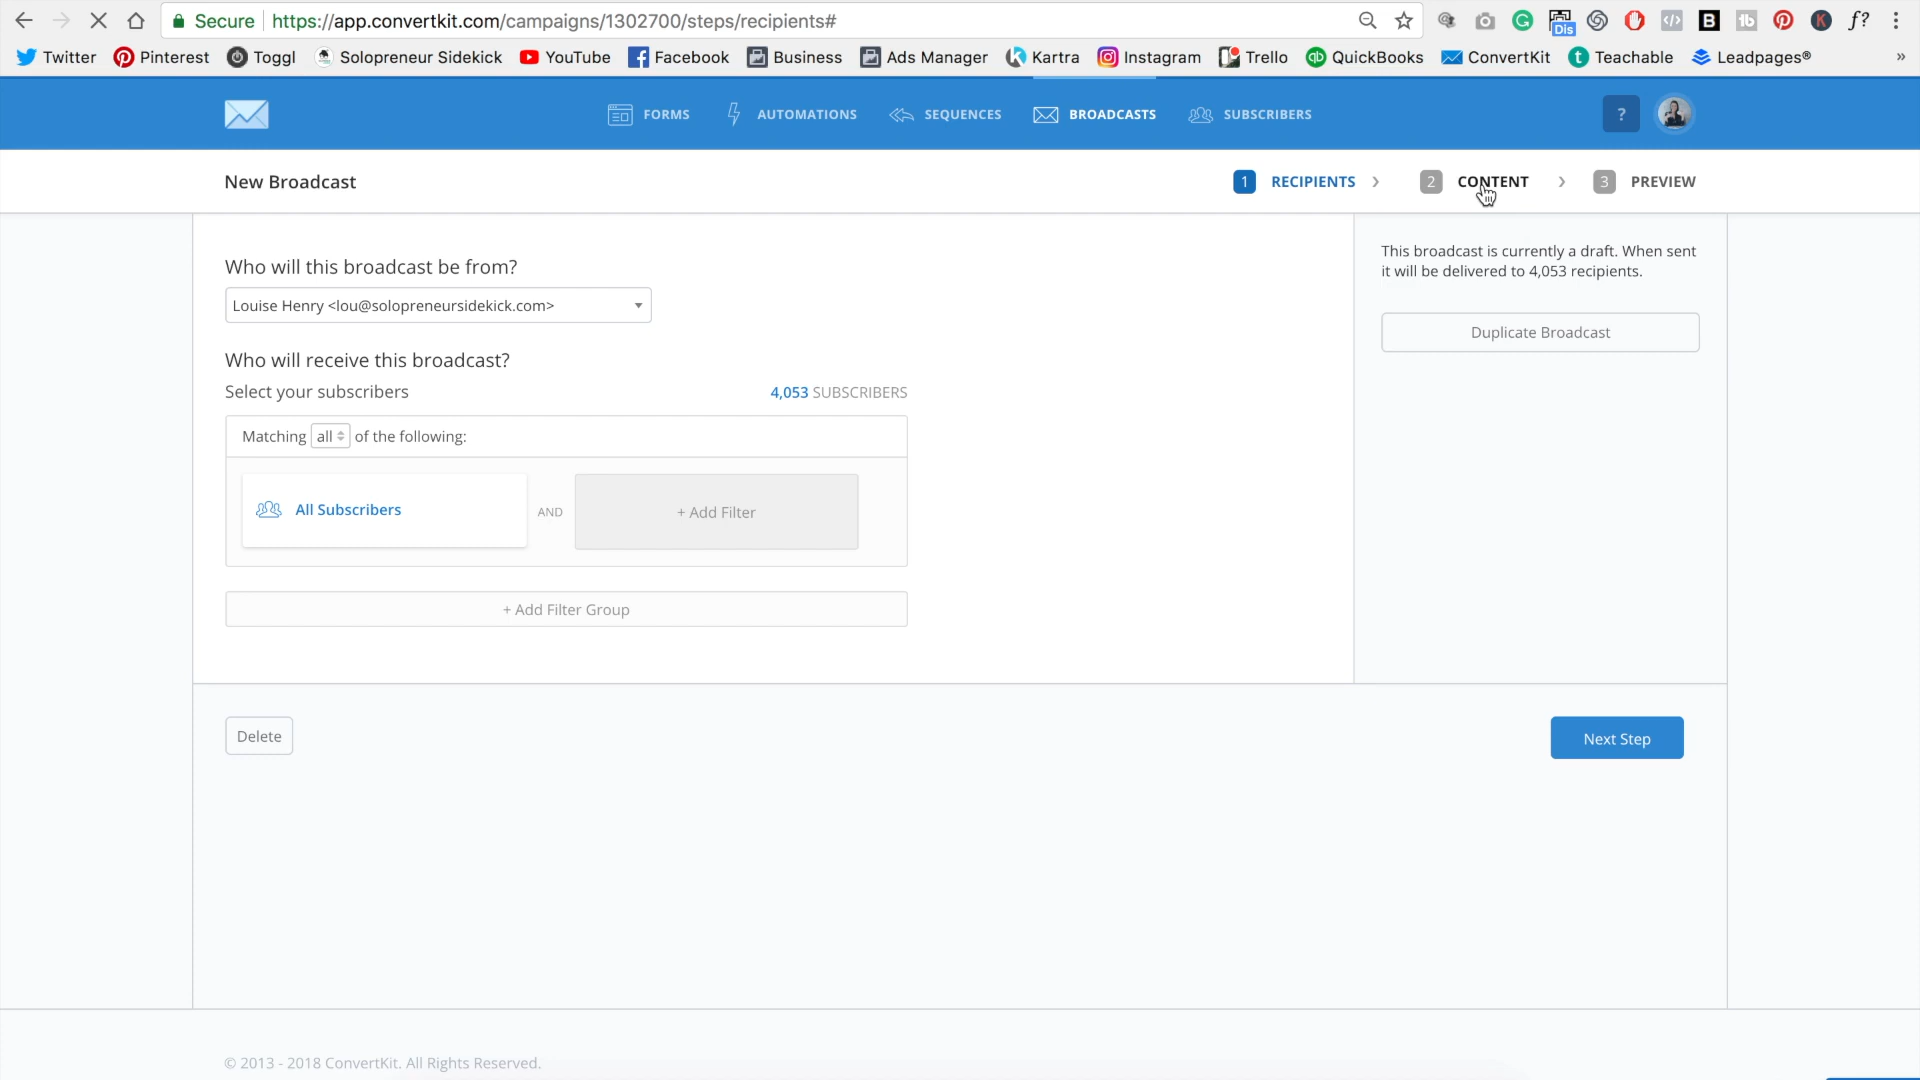 Secure https://app.convertkit.com/campaigns/1302700/steps/recipients#
Dis B tb K f?
Twitter Pinterest Toggl Solopreneur Sidekick YouTube Facebook Business Ads Manager Kartra Instagram Trello QuickBooks ConvertKit Teachable Leadpages® »
FORMS AUTOMATIONS SEQUENCES BROADCASTS SUBSCRIBERS ?
New Broadcast 1 RECIPIENTS > 2 CONTENT > 3 PREVIEW
Who will this broadcast be from?
Louise Henry <lou@solopreneursidekick.com>
Who will receive this broadcast?
Select your subscribers 4,053 SUBSCRIBERS
Matching all of the following:
All Subscribers AND + Add Filter
+ Add Filter Group
This broadcast is currently a draft. When sent
it will be delivered to 4,053 recipients.
Duplicate Broadcast
Delete Next Step
© 2013 - 2018 ConvertKit. All Rights Reserved.